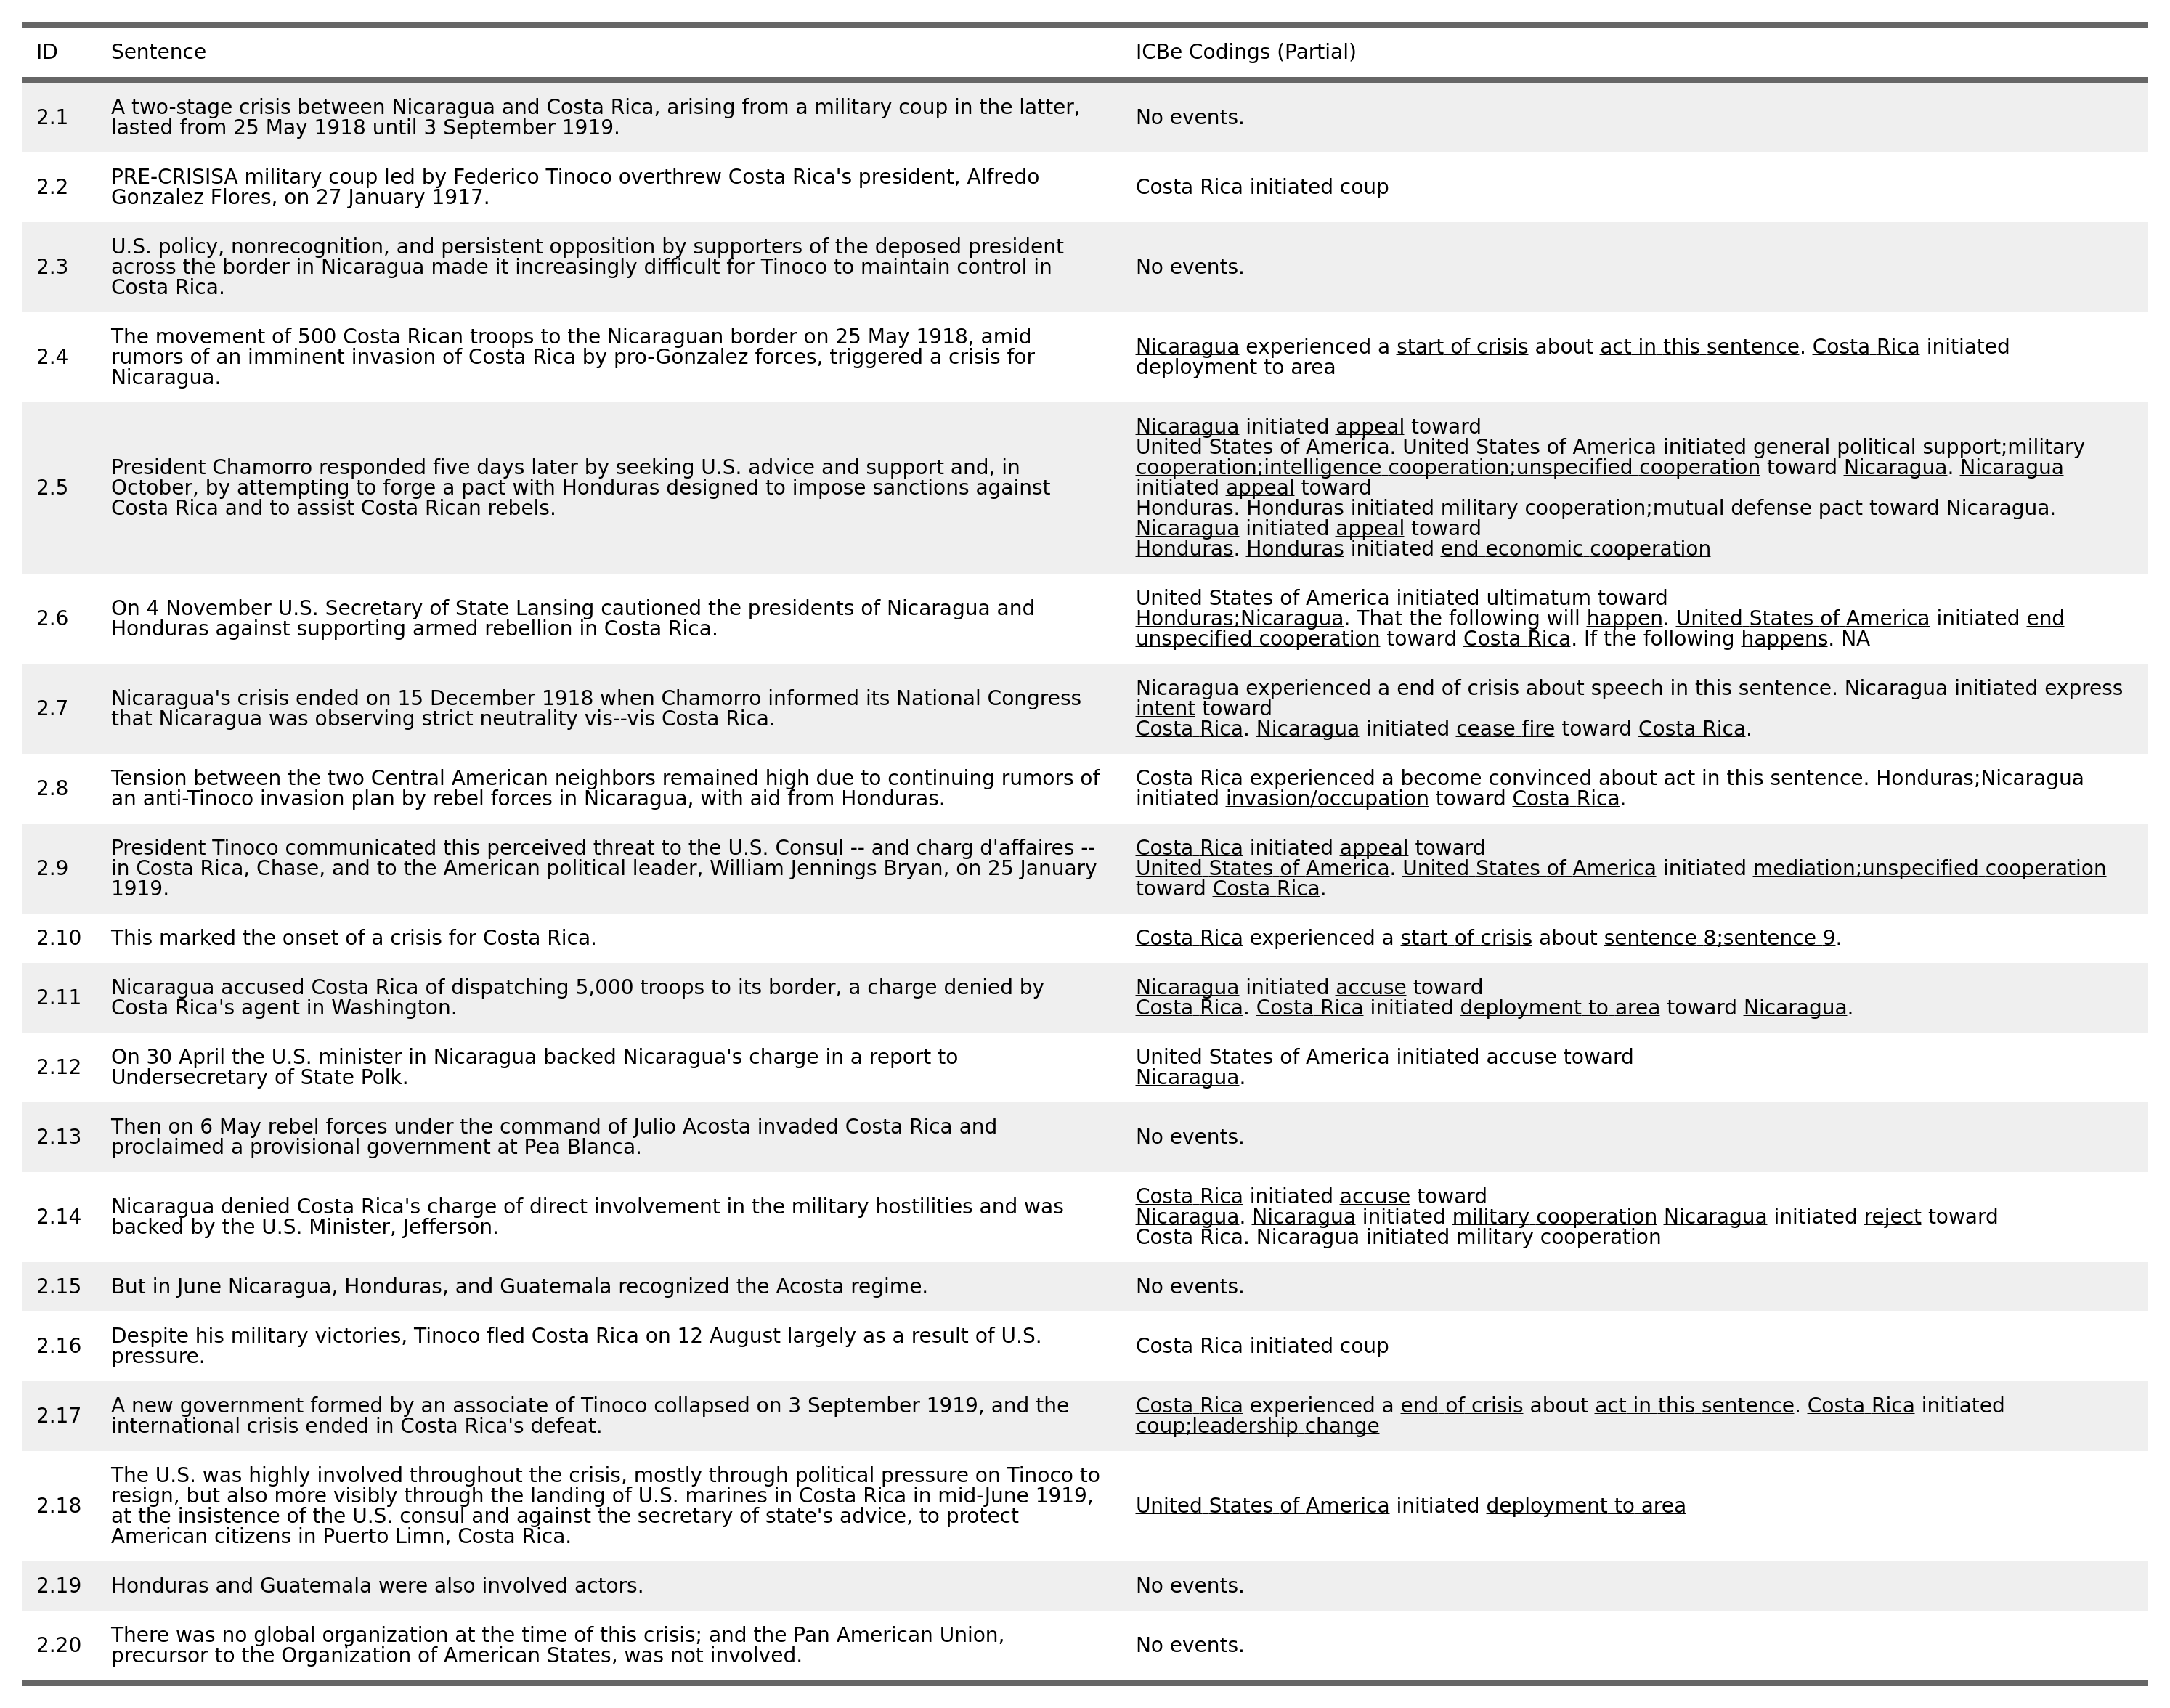 ID Sentence ICBe Codings (Partial)
2.1 A two-stage crisis between Nicaragua and Costa Rica, arising from a military coup in the latter,
lasted from 25 May 1918 until 3 September 1919.
No events.
2.2 PRE-CRISISA military coup led by Federico Tinoco overthrew Costa Rica's president, Alfredo
Gonzalez Flores, on 27 January 1917.
Costa Rica initiated coup
2.3 U.S. policy, nonrecognition, and persistent opposition by supporters of the deposed president
across the border in Nicaragua made it increasingly difficult for Tinoco to maintain control in
Costa Rica.
No events.
2.4 The movement of 500 Costa Rican troops to the Nicaraguan border on 25 May 1918, amid
rumors of an imminent invasion of Costa Rica by pro-Gonzalez forces, triggered a crisis for
Nicaragua.
Nicaragua experienced a start of crisis about act in this sentence. Costa Rica initiated
deployment to area
2.5 President Chamorro responded five days later by seeking U.S. advice and support and, in
October, by attempting to forge a pact with Honduras designed to impose sanctions against
Costa Rica and to assist Costa Rican rebels.
Nicaragua initiated appeal toward
United States of America. United States of America initiated general political support;military
cooperation;intelligence cooperation;unspecified cooperation toward Nicaragua. Nicaragua
initiated appeal toward
Honduras. Honduras initiated military cooperation;mutual defense pact toward Nicaragua.
Nicaragua initiated appeal toward
Honduras. Honduras initiated end economic cooperation
2.6 On 4 November U.S. Secretary of State Lansing cautioned the presidents of Nicaragua and
Honduras against supporting armed rebellion in Costa Rica.
United States of America initiated ultimatum toward
Honduras;Nicaragua. That the following will happen. United States of America initiated end
unspecified cooperation toward Costa Rica. If the following happens. NA
2.7 Nicaragua's crisis ended on 15 December 1918 when Chamorro informed its National Congress
that Nicaragua was observing strict neutrality vis--vis Costa Rica.
Nicaragua experienced a end of crisis about speech in this sentence. Nicaragua initiated express
intent toward
Costa Rica. Nicaragua initiated cease fire toward Costa Rica.
2.8 Tension between the two Central American neighbors remained high due to continuing rumors of
an anti-Tinoco invasion plan by rebel forces in Nicaragua, with aid from Honduras.
Costa Rica experienced a become convinced about act in this sentence. Honduras;Nicaragua
initiated invasion/occupation toward Costa Rica.
2.9 President Tinoco communicated this perceived threat to the U.S. Consul -- and charg d'affaires --
in Costa Rica, Chase, and to the American political leader, William Jennings Bryan, on 25 January
1919.
Costa Rica initiated appeal toward
United States of America. United States of America initiated mediation;unspecified cooperation
toward Costa Rica.
2.10 This marked the onset of a crisis for Costa Rica.
Costa Rica experienced a start of crisis about sentence 8;sentence 9.
2.11 Nicaragua accused Costa Rica of dispatching 5,000 troops to its border, a charge denied by
Costa Rica's agent in Washington.
Nicaragua initiated accuse toward
Costa Rica. Costa Rica initiated deployment to area toward Nicaragua.
2.12 On 30 April the U.S. minister in Nicaragua backed Nicaragua's charge in a report to
Undersecretary of State Polk.
United States of America initiated accuse toward
Nicaragua.
2.13 Then on 6 May rebel forces under the command of Julio Acosta invaded Costa Rica and
proclaimed a provisional government at Pea Blanca.
No events.
2.14 Nicaragua denied Costa Rica's charge of direct involvement in the military hostilities and was
backed by the U.S. Minister, Jefferson.
Costa Rica initiated accuse toward
Nicaragua. Nicaragua initiated military cooperation Nicaragua initiated reject toward
Costa Rica. Nicaragua initiated military cooperation
2.15 But in June Nicaragua, Honduras, and Guatemala recognized the Acosta regime.
No events.
2.16 Despite his military victories, Tinoco fled Costa Rica on 12 August largely as a result of U.S.
pressure.
Costa Rica initiated coup
2.17 A new government formed by an associate of Tinoco collapsed on 3 September 1919, and the
international crisis ended in Costa Rica's defeat.
Costa Rica experienced a end of crisis about act in this sentence. Costa Rica initiated
coup;leadership change
2.18 The U.S. was highly involved throughout the crisis, mostly through political pressure on Tinoco to
resign, but also more visibly through the landing of U.S. marines in Costa Rica in mid-June 1919,
at the insistence of the U.S. consul and against the secretary of state's advice, to protect
American citizens in Puerto Limn, Costa Rica.
United States of America initiated deployment to area
2.19 Honduras and Guatemala were also involved actors.
No events.
2.20 There was no global organization at the time of this crisis; and the Pan American Union,
precursor to the Organization of American States, was not involved.
No events.